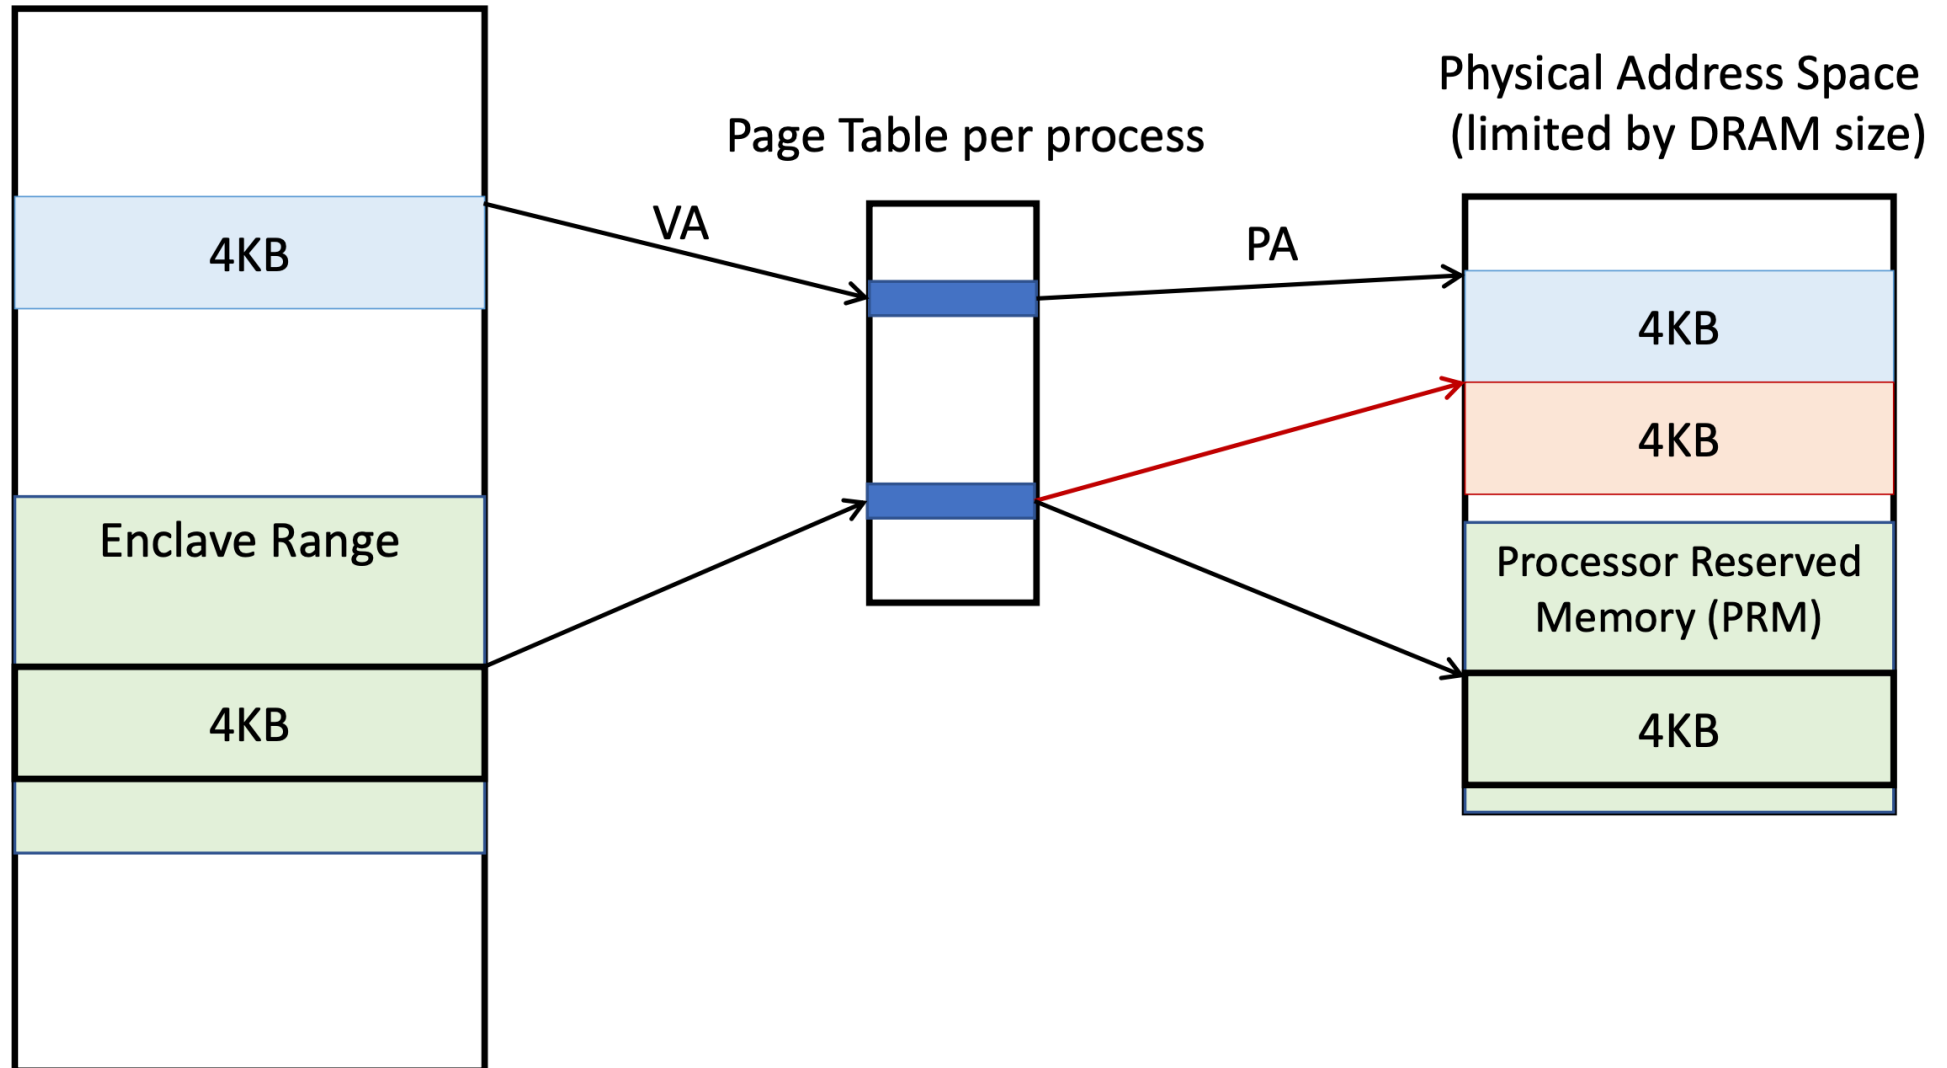 Physical Address Space
(limited by DRAM size)
Page Table per process
VA
PA
4KB
4KB
4KB
Enclave Range
Processor Reserved
Memory (PRM)
4KB
4KB